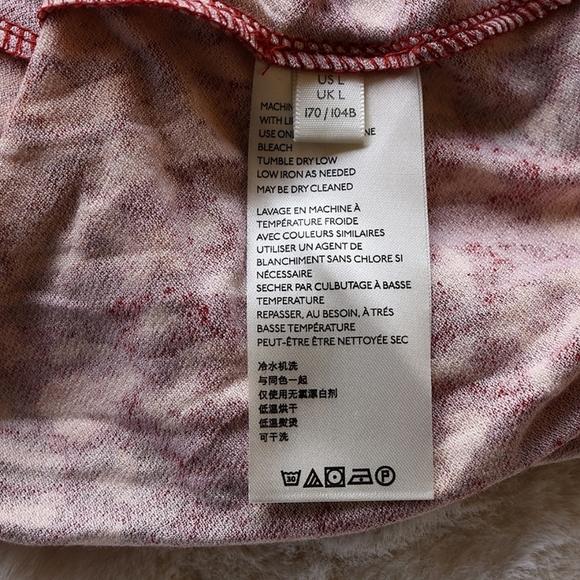 US L
UK L
170 / 104B
WITH
USE
BLEACH
TUMBLE DRY LOW
LOW IRON AS NEEDED
MAY BE DRY CLEANED
LAVAGE EN MACHINE À
TEMPÉRATURE FROIDE
AVEC COULEURS SIMILAIRES
UTILISER UN AGENT DE
BLANCHIMENT SANS CHLORE SI
NÉCESSAIRE
SECHER PAR CULBUTAGE À BASSE
TEMPERATURE
REPASSER, AU BESOIN, À TRÉS
BASSE TEMPÉRATURE
PEUT-ÊTRE ÊTRE NETTOYÉE SEC
冷水机洗
与同色一起
仅使用无氯漂白剂
低温烘干
低温熨烫
可干洗
30 P